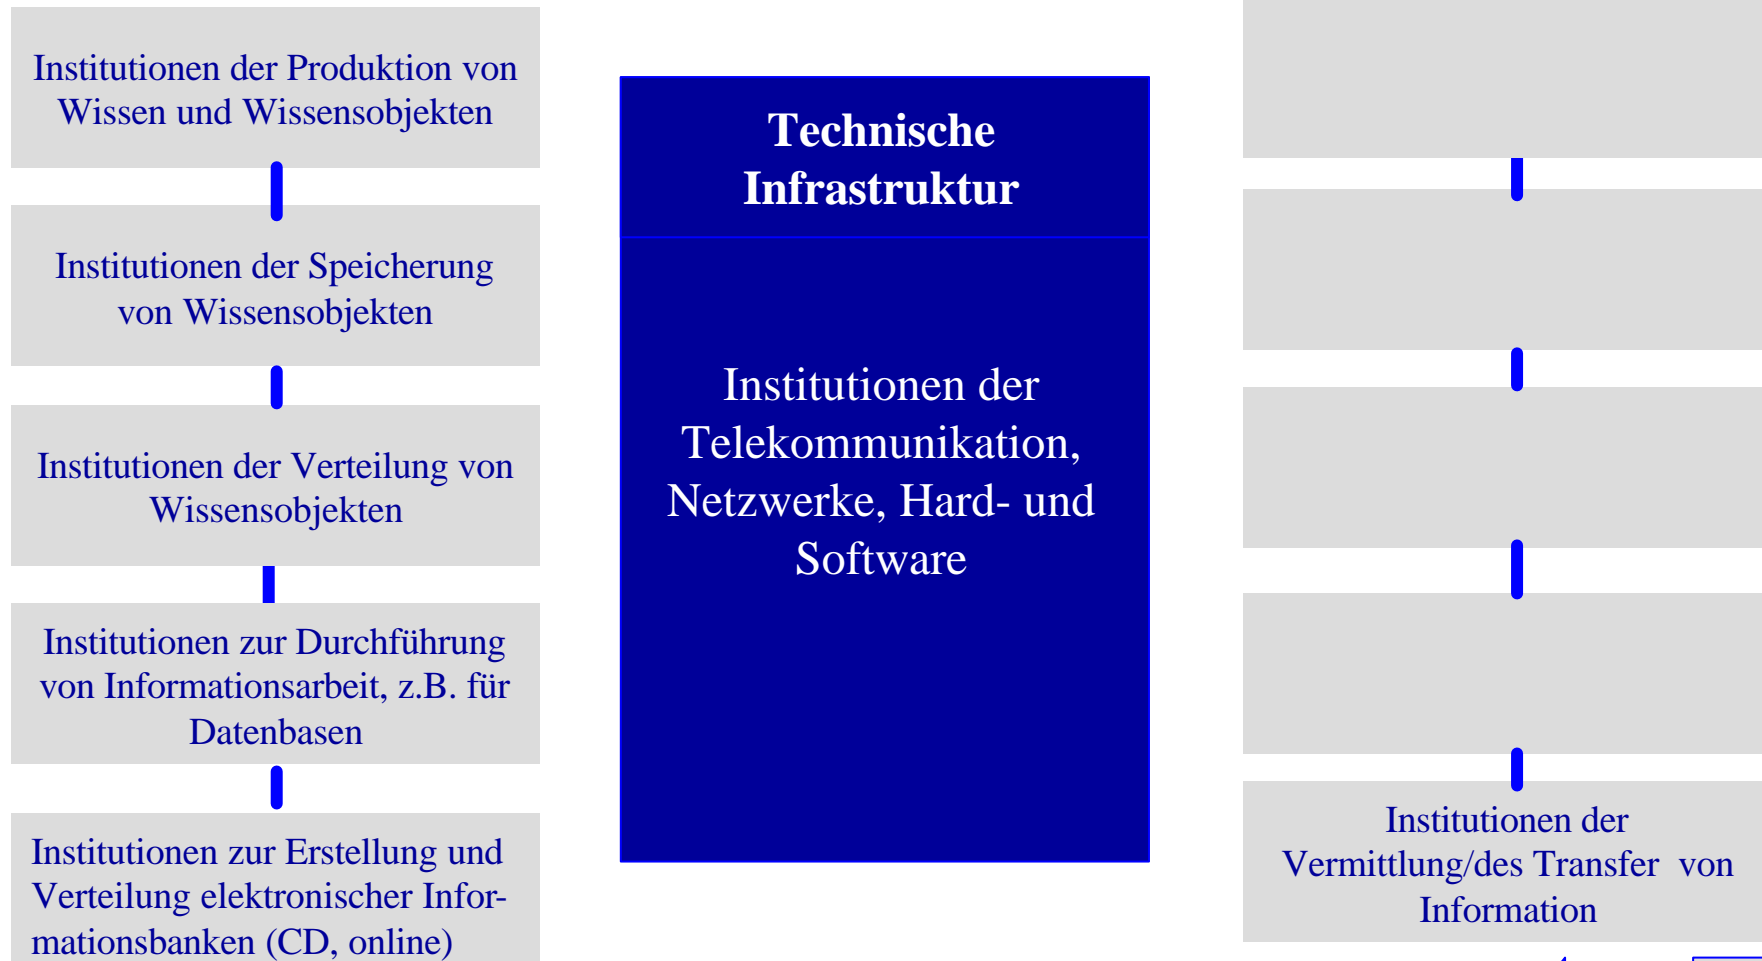 Institutionen der Produktion von
Wissen und Wissensobjekten
Institutionen der Speicherung
von Wissensobjekten
Institutionen der Verteilung von
Wissensobjekten
Institutionen zur Durchführung
von Informationsarbeit, z.B. für
Datenbasen
Institutionen zur Erstellung und
Verteilung elektronischer Infor-
mationsbanken (CD, online)
Technische
Infrastruktur
Institutionen der
Telekommunikation,
Netzwerke, Hard- und
Software
Institutionen der
Vermittlung/des Transfer von
Information